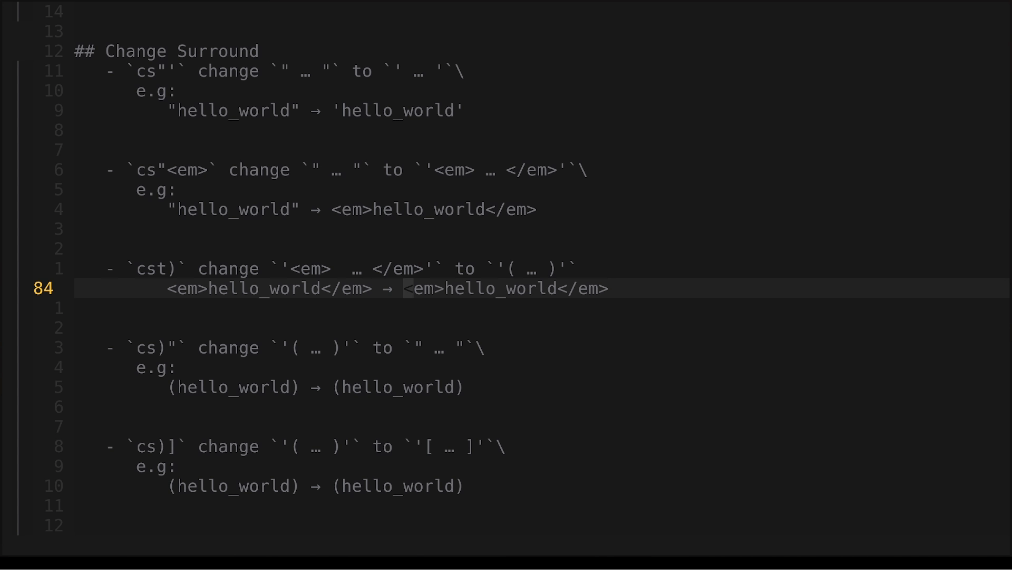 14
13
12 ## Change Surround
11 - `cs"'` change `" … "` to `' … '`\
10 e.g:
9 "hello_world" → 'hello_world'
8
7
6 - `cs"<em>` change `" … "` to `'<em> … </em>'`\
5 e.g:
4 "hello_world" → <em>hello_world</em>
3
2
1 - `cst)` change `'<em>  … </em>'` to `'( … )'`
84 <em>hello_world</em> → <em>hello_world</em>
1
2
3 - `cs)"` change `'( … )'` to `" … "`\
4 e.g:
5 (hello_world) → (hello_world)
6
7
8 - `cs)]` change `'( … )'` to `'[ … ]'`\
9 e.g:
10 (hello_world) → (hello_world)
11
12